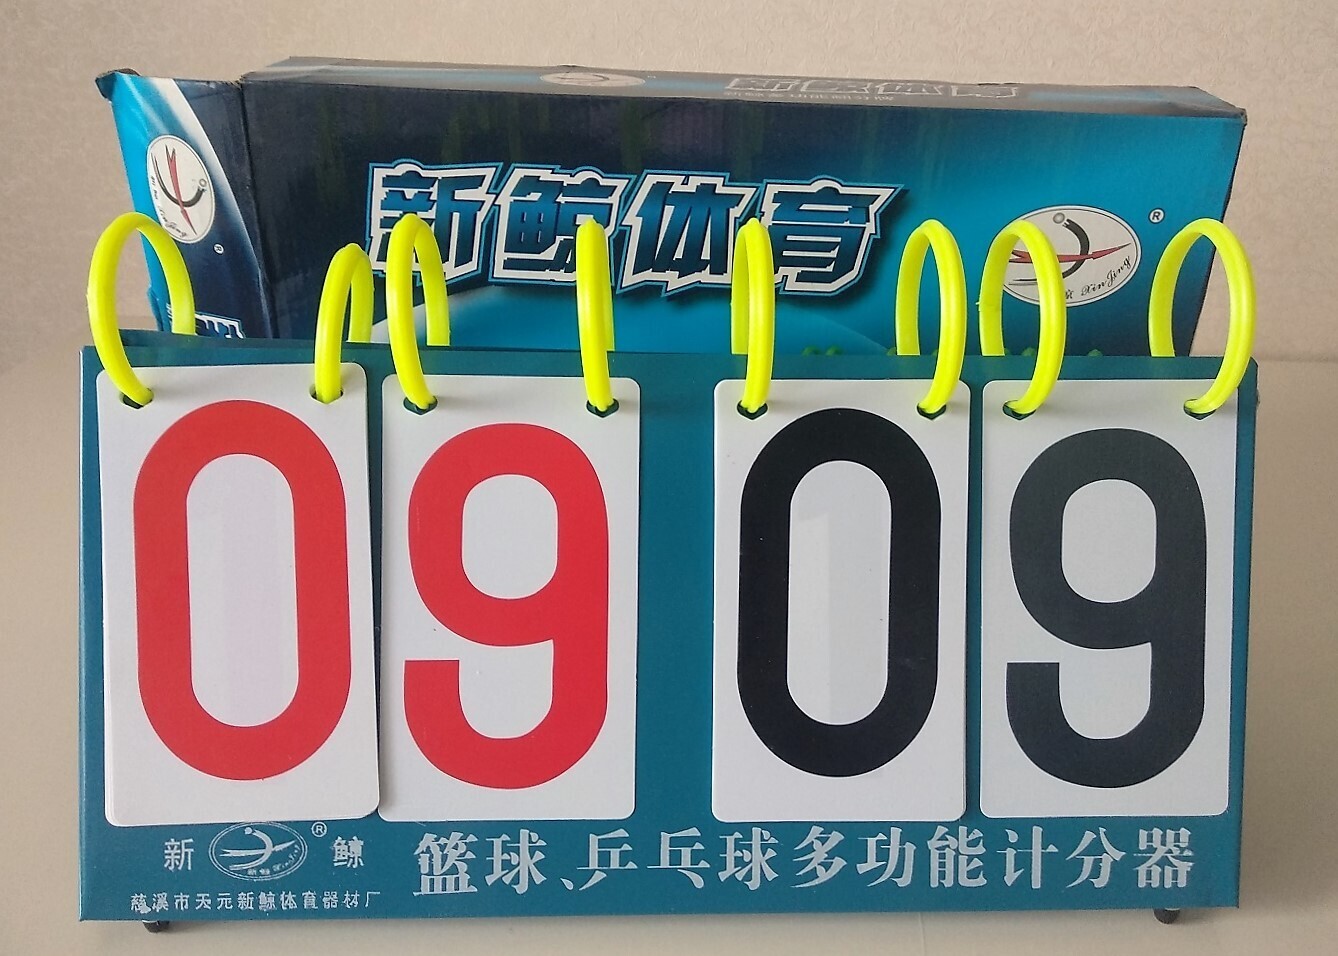 新鲸体育
®
®
XinJing
09 09
新 ® 鲸
篮球、乒乓球多功能计分器
慈溪市天元新鲸体育器材厂